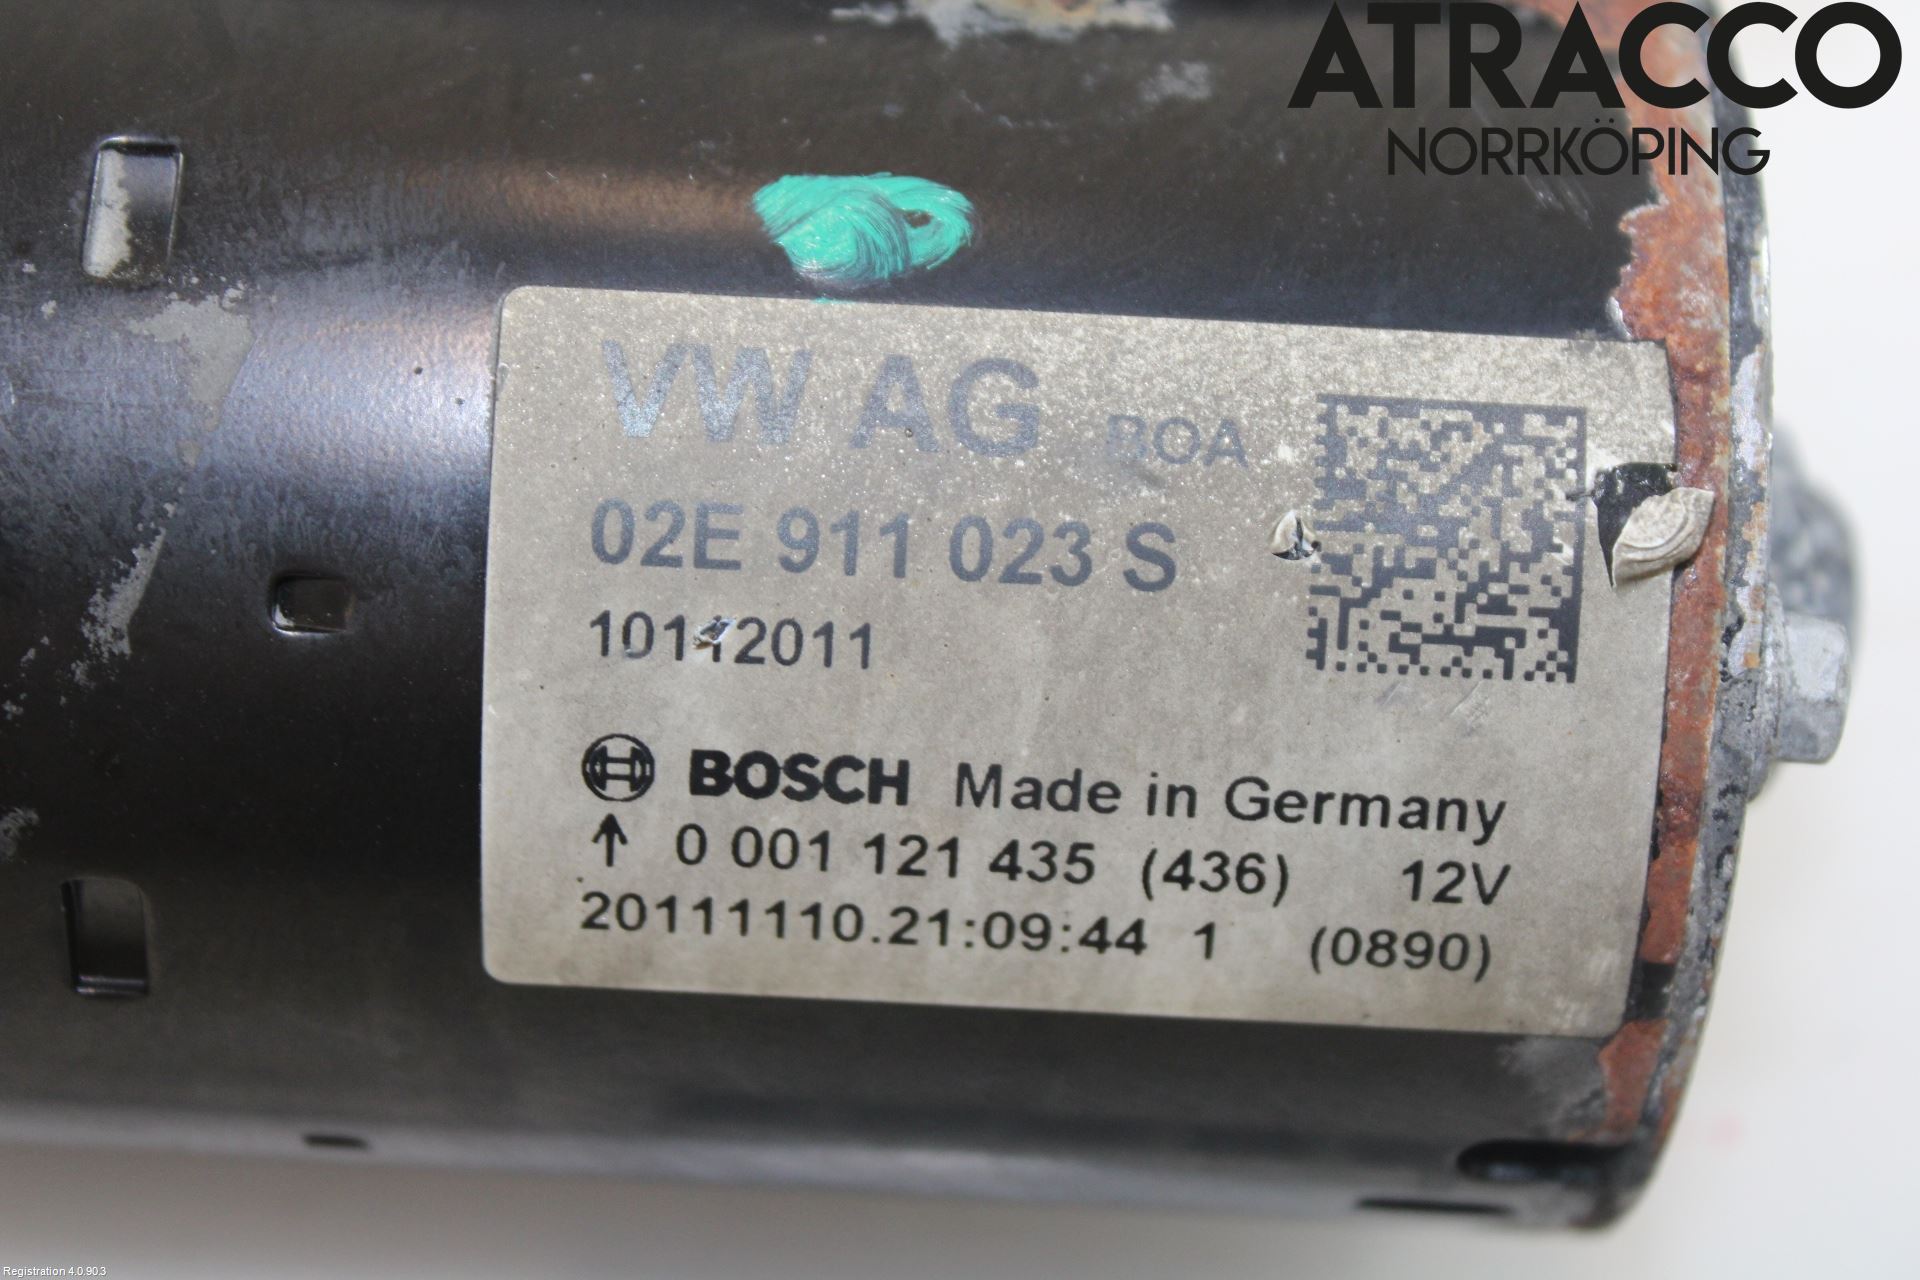 ATRACCO
NORRKÖPING
VW AG BOA
02E 911 023 S
10112011
BOSCH Made in Germany
↑ 0 001 121 435 (436) 12V
20111110.21:09:44 1 (0890)
Registration 4.0.90.3